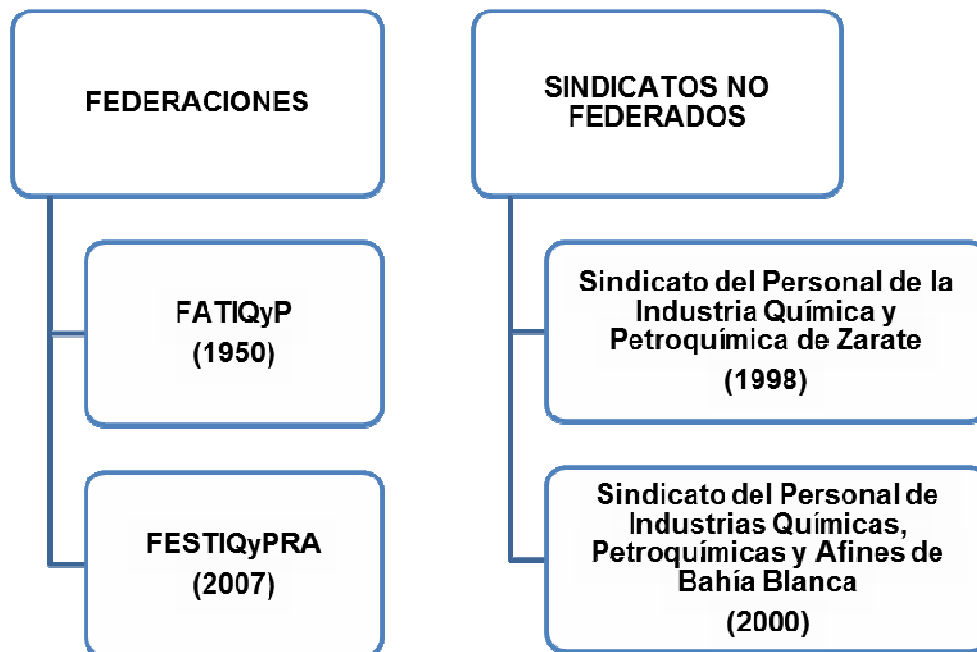 FEDERACIONES
FATIQyP
(1950)
FESTIQyPRA
(2007)
SINDICATOS NO
FEDERADOS
Sindicato del Personal de la
Industria Química y
Petroquímica de Zarate
(1998)
Sindicato del Personal de
Industrias Químicas,
Petroquímicas y Afines de
Bahía Blanca
(2000)